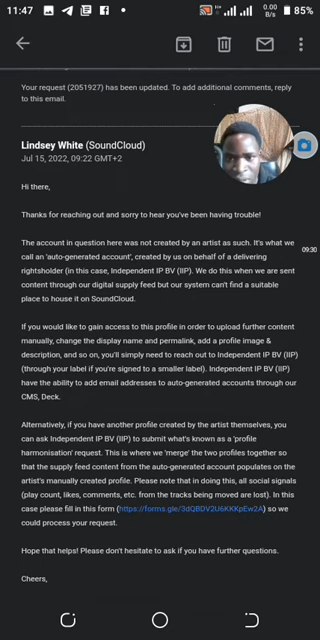 11:47
0.00
B/s
85%
Your request (2051927) has been updated. To add additional comments, reply
to this email.
Lindsey White (SoundCloud)
Jul 15, 2022, 09:22 GMT+2
09:30
Hi there,
Thanks for reaching out and sorry to hear you've been having trouble!
The account in question here was not created by an artist as such. It's what we
call an 'auto-generated account', created by us on behalf of a delivering
rightsholder (in this case, Independent IP BV (IIP). We do this when we are sent
content through our digital supply feed but our system can't find a suitable
place to house it on SoundCloud.
If you would like to gain access to this profile in order to upload further content
manually, change the display name and permalink, add a profile image &
description, and so on, you'll simply need to reach out to Independent IP BV (IIP)
(through your label if you're signed to a smaller label). Independent IP BV (IIP)
have the ability to add email addresses to auto-generated accounts through our
CMS, Deck.
Alternatively, if you have another profile created by the artist themselves, you
can ask Independent IP BV (IIP) to submit what's known as a 'profile
harmonisation' request. This is where we 'merge' the two profiles together so
that the supply feed content from the auto-generated account populates on
the artist's manually created profile. Please note that in doing this, all social signals
(play count, likes, comments, etc. from the tracks being moved are lost). In this
case please fill in this form (https://forms.gle/3dQBDV2U6KKKpEw2A) so we
could process your request.
Hope that helps! Please don't hesitate to ask if you have further questions.
Cheers,